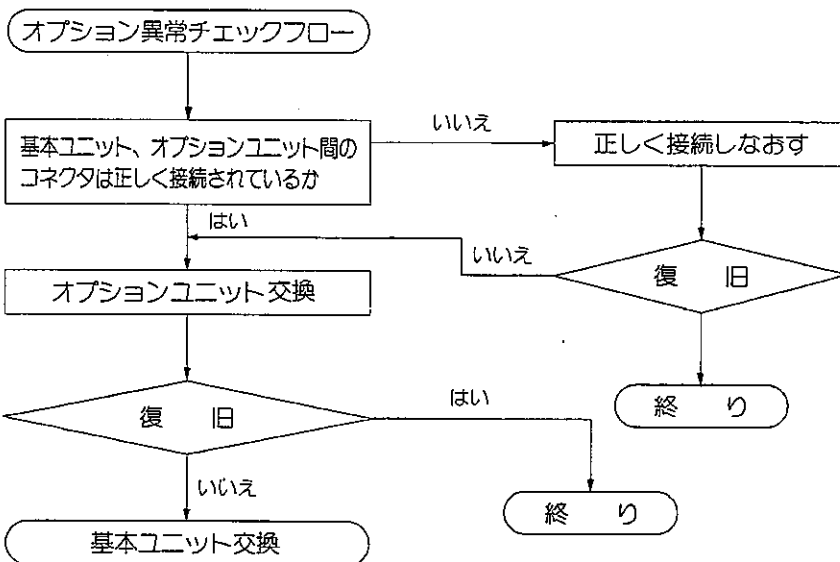 オプション異常チェックフロー
基本ユニット、オプションユニット間の
コネクタは正しく接続されているか
いいえ
正しく接続しなおす
はい
いいえ
復 旧
オプションユニット交換
終 り
復 旧
はい
いいえ
終 り
基本ユニット交換